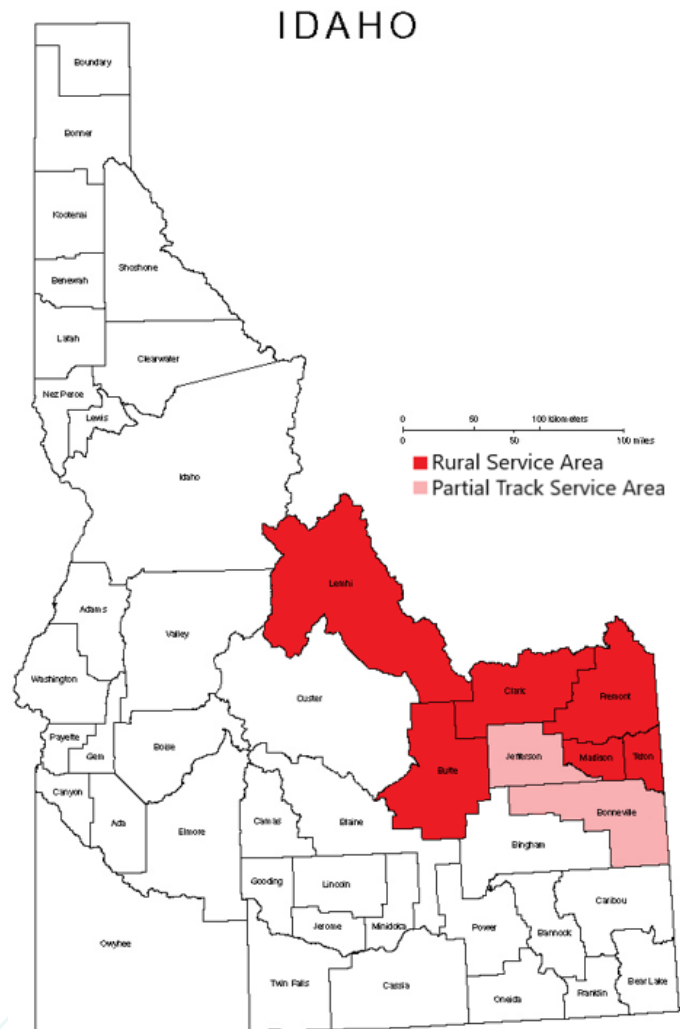 IDAHO
Boundary
Bonner
Kootenai
Shoshone
Benewah
Latah
Clearwater
Nez Perce
Lewis
0 50 100 kilometers
0 50 100 miles
Rural Service Area
Partial Track Service Area
Idaho
Lemhi
Adams
Valley
Washington
Custer
Clark
Fremont
Payette
Boise
Gem
Jefferson
Madison
Teton
Butte
Canyon
Ada
Elmore
Camas
Blaine
Bonneville
Bingham
Gooding
Lincoln
Caribou
Jerome
Minidoka
Power
Bannock
Owyhee
Twin Falls
Cassia
Oneida
Franklin
Bear Lake